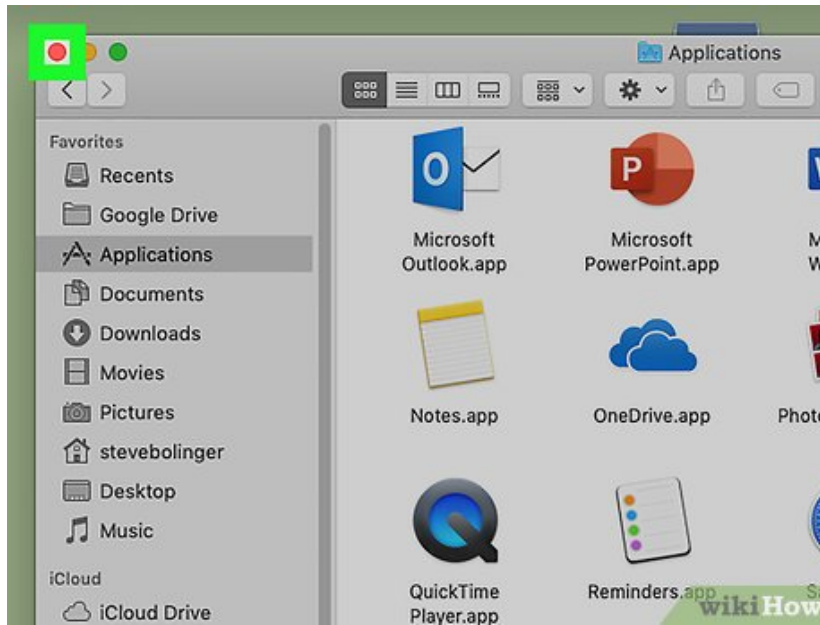 Applications
Favorites
Recents
Google Drive
Applications
Documents
Downloads
Movies
Pictures
stevebolinger
Desktop
Music
iCloud
iCloud Drive
O
Microsoft
Outlook.app
P
Microsoft
PowerPoint.app
Notes.app
OneDrive.app
QuickTime
Player.app
Reminders.app
wikiHow